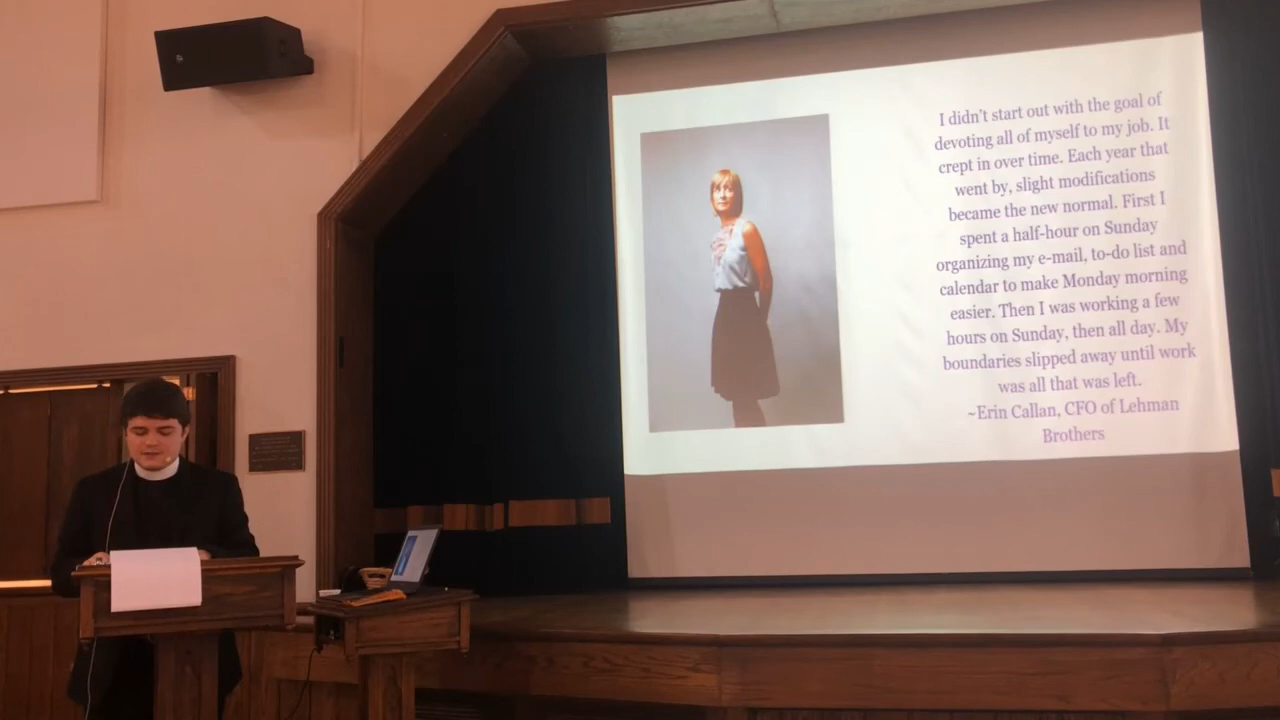 I didn't start out with the goal of
devoting all of myself to my job. It
crept in over time. Each year that
went by, slight modifications
became the new normal. First I
spent a half-hour on Sunday
organizing my e-mail, to-do list and
calendar to make Monday morning
easier. Then I was working a few
hours on Sunday, then all day. My
boundaries slipped away until work
was all that was left.
~Erin Callan, CFO of Lehman
Brothers